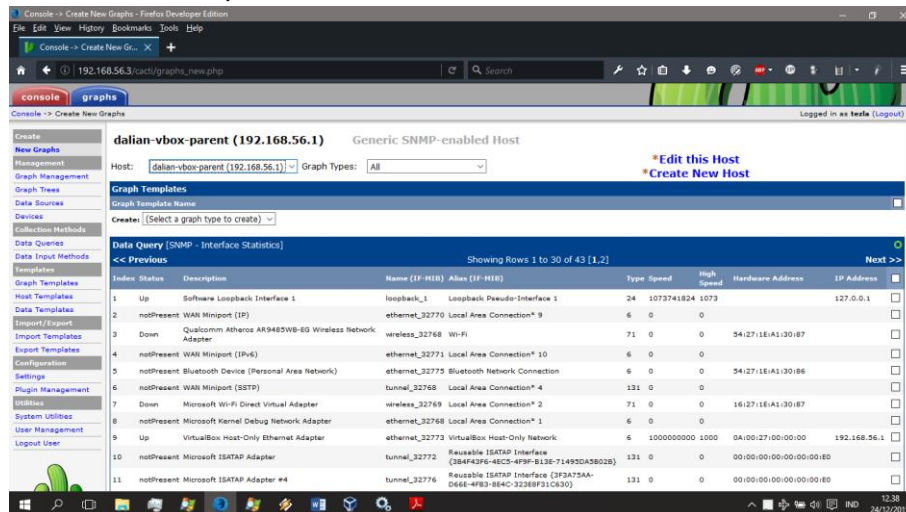 Console -> Create New Graphs - Firefox Developer Edition
File Edit View History Bookmarks Tools Help
Console -> Create New Gr...
192.168.56.3/cacti/graphs_new.php Search
console graphs
Console -> Create New Graphs Logged in as tezla (Logout)
Create
New Graphs
Management
Graph Management
Graph Trees
Data Sources
Devices
Collection Methods
Data Queries
Data Input Methods
Templates
Graph Templates
Host Templates
Data Templates
Import/Export
Import Templates
Export Templates
Configuration
Settings
Plugin Management
Utilities
System Utilities
User Management
Logout User
dalian-vbox-parent (192.168.56.1) Generic SNMP-enabled Host
Host: dalian-vbox-parent (192.168.56.1) Graph Types: All
*Edit this Host
*Create New Host
Graph Templates
Graph Template Name
Create: (Select a graph type to create)
Data Query [SNMP - Interface Statistics]
<< Previous Showing Rows 1 to 30 of 43 [1,2] Next >>
Index Status Description Name (IF-MIB) Alias (IF-MIB) Type Speed High Speed Hardware Address IP Address
1 Up Software Loopback Interface 1 loopback_1 Loopback Pseudo-Interface 1 24 1073741824 1073 127.0.0.1
2 notPresent WAN Miniport (IP) ethernet_32770 Local Area Connection* 9 6 0 0
3 Down Qualcomm Atheros AR9485WB-EG Wireless Network Adapter wireless_32768 Wi-Fi 71 0 0 54:27:1E:A1:30:87
4 notPresent WAN Miniport (IPv6) ethernet_32771 Local Area Connection* 10 6 0 0
5 notPresent Bluetooth Device (Personal Area Network) ethernet_32775 Bluetooth Network Connection 6 0 0 54:27:1E:A1:30:86
6 notPresent WAN Miniport (SSTP) tunnel_32768 Local Area Connection* 4 131 0 0
7 Down Microsoft Wi-Fi Direct Virtual Adapter wireless_32769 Local Area Connection* 2 71 0 0 16:27:1E:A1:30:87
8 notPresent Microsoft Kernel Debug Network Adapter ethernet_32768 Local Area Connection* 1 6 0 0
9 Up VirtualBox Host-Only Ethernet Adapter ethernet_32773 VirtualBox Host-Only Network 6 1000000000 1000 0A:00:27:00:00:00 192.168.56.1
10 notPresent Microsoft ISATAP Adapter tunnel_32772 Reusable ISATAP Interface {3B4F43F6-4EC5-4F9F-B13E-71495DA5B02B} 131 0 0 00:00:00:00:00:00:00:E0
11 notPresent Microsoft ISATAP Adapter #4 tunnel_32776 Reusable ISATAP Interface {3F3A75AA-D66E-4FB3-8E4C-323E8F31C630} 131 0 0 00:00:00:00:00:00:00:E0
IND 12.38